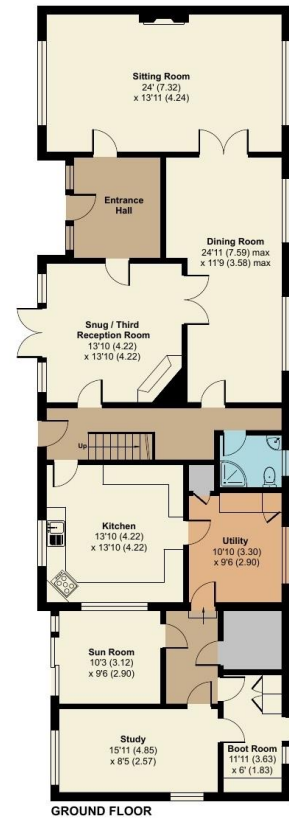 Sitting Room
24' (7.32)
x 13'11 (4.24)
Entrance
Hall
Dining Room
24'11 (7.59) max
x 11'9 (3.58) max
Snug / Third
Reception Room
13'10 (4.22)
x 13'10 (4.22)
Up
Kitchen
13'10 (4.22)
x 13'10 (4.22)
Utility
10'10 (3.30)
x 9'6 (2.90)
Sun Room
10'3 (3.12)
x 9'6 (2.90)
Study
15'11 (4.85)
x 8'5 (2.57)
Boot Room
11'11 (3.63)
x 6' (1.83)
GROUND FLOOR